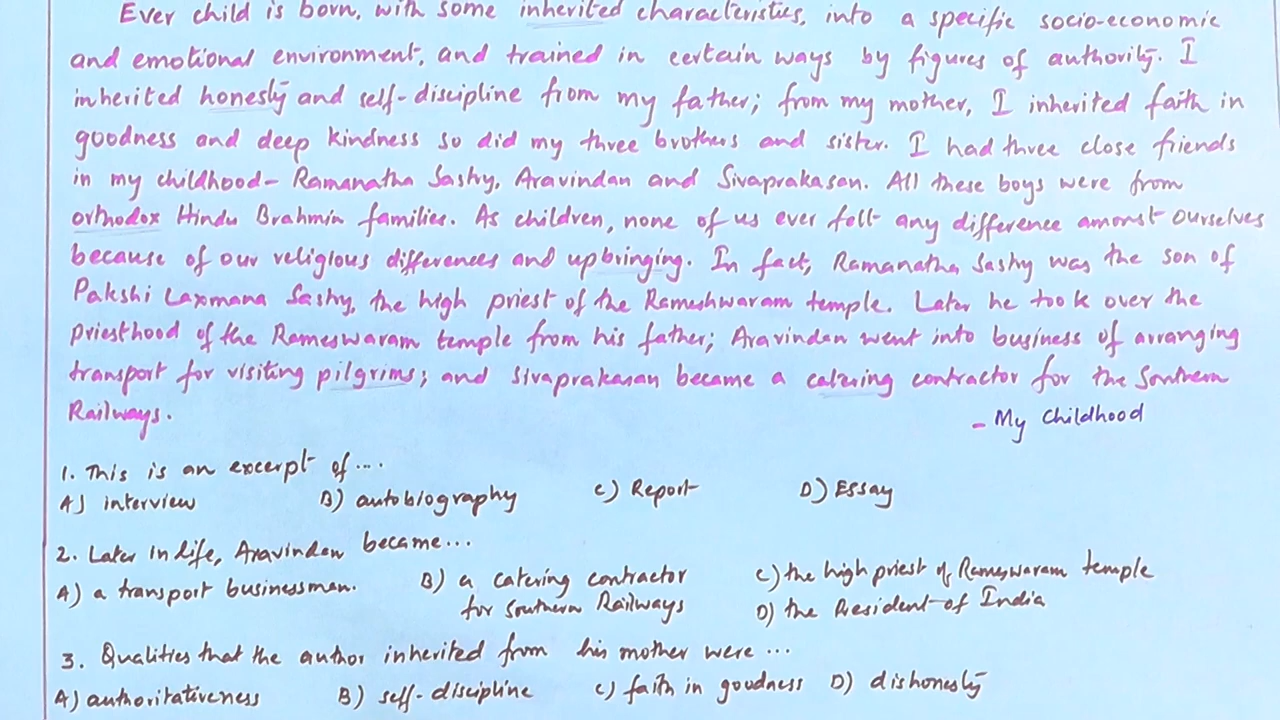 Ever child is born, with some inherited characteristics, into a specific socio-economic
and emotional environment, and trained in certain ways by figures of authority. I
inherited honesty and self-discipline from my father; from my mother, I inherited faith in
goodness and deep kindness so did my three brothers and sister. I had three close friends
in my childhood- Ramanatha Sastry, Aravindan and Sivaprakasan. All these boys were from
orthodox Hindu Brahmin families. As children, none of us ever felt any difference amonst ourselves
because of our religious differences and upbringing. In fact, Ramanatha Sastry was the son of
Pakshi Laxmana Sastry, the high priest of the Rameshwaram temple. Later he took over the
priesthood of the Rameswaram temple from his father; Aravindan went into business of arranging
transport for visiting pilgrims; and Sivaprakasan became a catering contractor for the Southern
Railways.
- My Childhood
1. This is an excerpt of....
A) interview B) autobiography C) Report D) Essay
2. Later in life, Aravindan became...
A) a transport businessman. B) a catering contractor C) the high priest of Rameswaram temple
for Southern Railways D) the President of India
3. Qualities that the author inherited from his mother were ...
A) authoritativeness B) self-discipline C) faith in goodness D) dishonesty